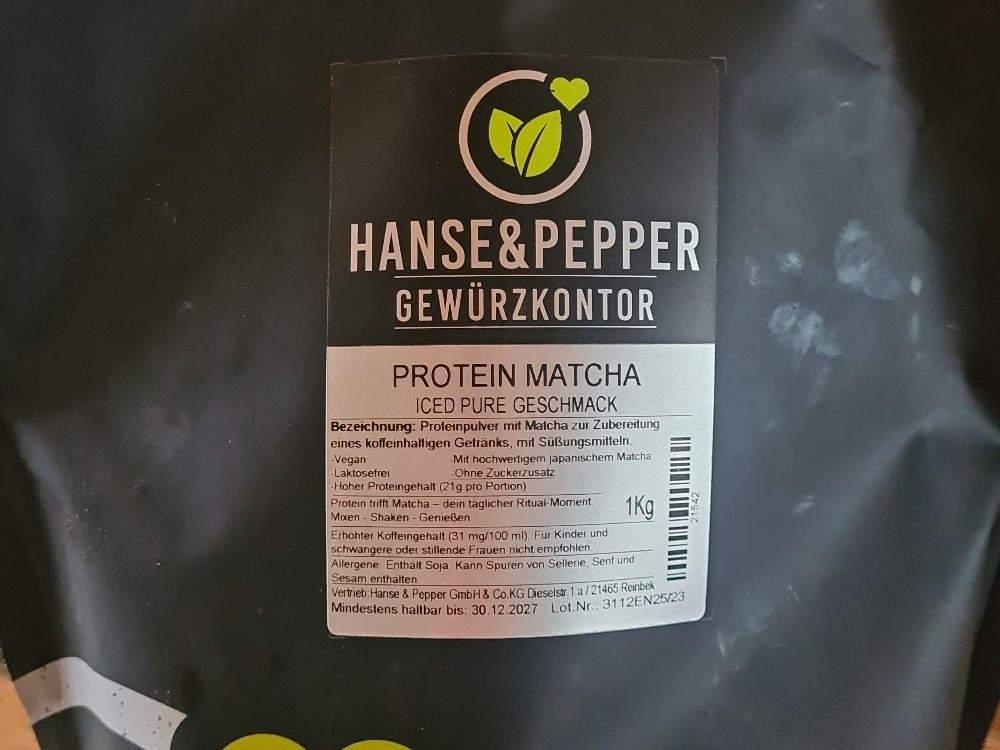 HANSE&PEPPER
GEWÜRZKONTOR
PROTEIN MATCHA
ICED PURE GESCHMACK
Bezeichnung: Proteinpulver mit Matcha zur Zubereitung
eines koffeinhaltigen Getränks, mit Süßungsmitteln.
-Vegan -Mit hochwertigem japanischem Matcha
-Laktosefrei -Ohne Zuckerzusatz
-Hoher Proteingehalt (21g pro Portion)
Protein trifft Matcha – dein täglicher Ritual-Moment.
Mixen - Shaken - Genießen
1Kg
21542
Erhöhter Koffeingehalt (31 mg/100 ml). Für Kinder und
schwangere oder stillende Frauen nicht empfohlen.
Allergene: Enthält Soja. Kann Spuren von Sellerie, Senf und
Sesam enthalten
Vertrieb: Hanse & Pepper GmbH & Co.KG Dieselstr.1 a / 21465 Reinbek
Mindestens haltbar bis: 30.12.2027 Lot.Nr.: 3112EN25/23